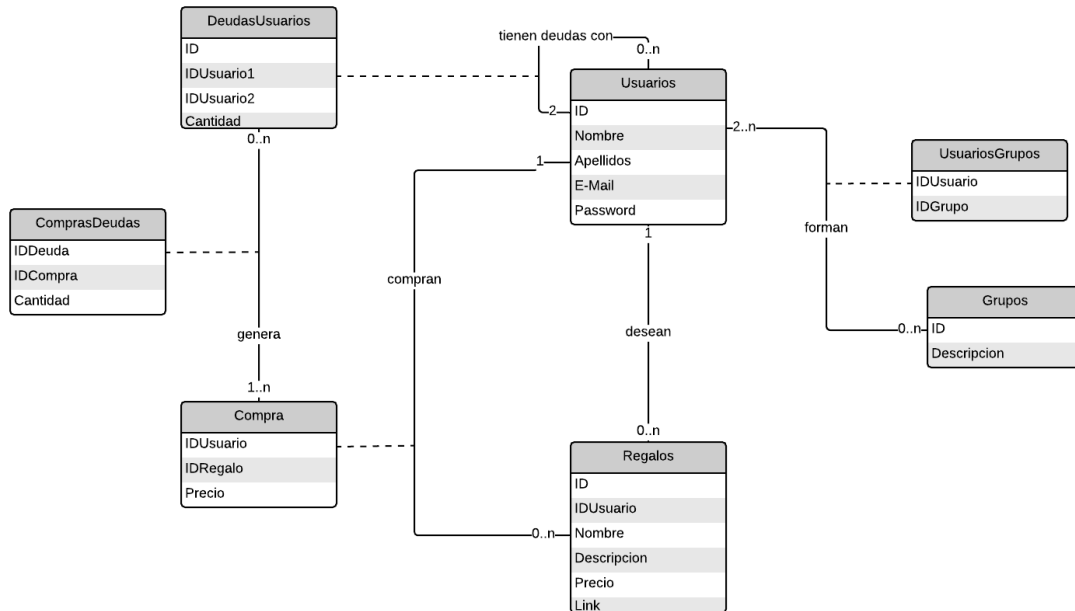 DeudasUsuarios
ID
IDUsuario1
IDUsuario2
Cantidad
0..n
tienen deudas con
0..n
2
Usuarios
ID
Nombre
Apellidos
E-Mail
Password
1
2..n
1
UsuariosGrupos
IDUsuario
IDGrupo
forman
ComprasDeudas
IDDeuda
IDCompra
Cantidad
compran
desean
genera
Grupos
ID
Descripcion
0..n
1..n
Compra
IDUsuario
IDRegalo
Precio
0..n
0..n
Regalos
ID
IDUsuario
Nombre
Descripcion
Precio
Link